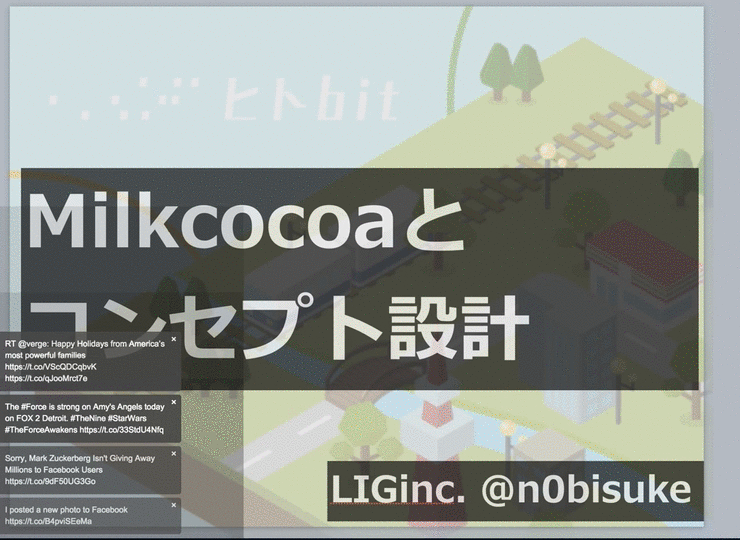 ヒトbit
Milkcocoaと
コンセプト設計
RT @verge: Happy Holidays from America's
most powerful families
https://t.co/VScQDCqbvK
https://t.co/qJooMrct7e
The #Force is strong on Amy's Angels today
on FOX 2 Detroit. #TheNine #StarWars
#TheForceAwakens https://t.co/33StdU4Nfq
Sorry, Mark Zuckerberg Isn't Giving Away
Millions to Facebook Users
https://t.co/9dF50UG3Go
I posted a new photo to Facebook
https://t.co/B4pviSEeMa
LIGinc. @n0bisuke